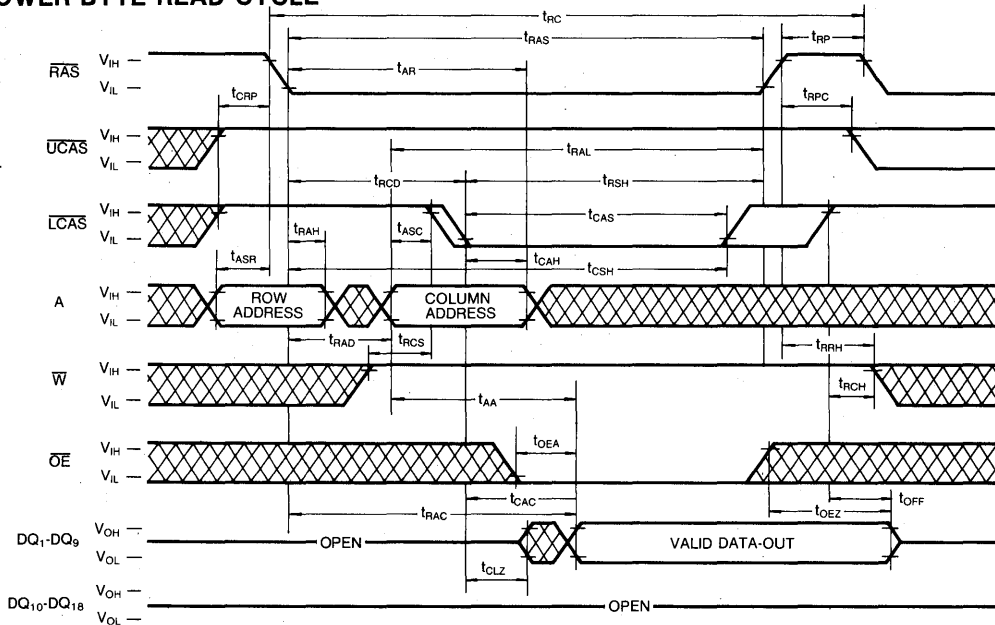 OWER BYTE READ CYCLE
tRC
tRAS
tRP
tAR
RAS
VIH
VIL
tCRP
tRPC
UCAS
VIH
VIL
tRAL
tRCD
tRSH
LCAS
VIH
VIL
tCAS
tRAH
tASC
tCAH
tASR
tCSH
A
VIH
VIL
ROW
ADDRESS
COLUMN
ADDRESS
tRAD
tRCS
tRRH
W
VIH
VIL
tRCH
tAA
tOEA
OE
VIH
VIL
tCAC
tOFF
tRAC
tOEZ
DQ1-DQ9
VOH
VOL
OPEN
VALID DATA-OUT
tCLZ
DQ10-DQ18
VOH
VOL
OPEN